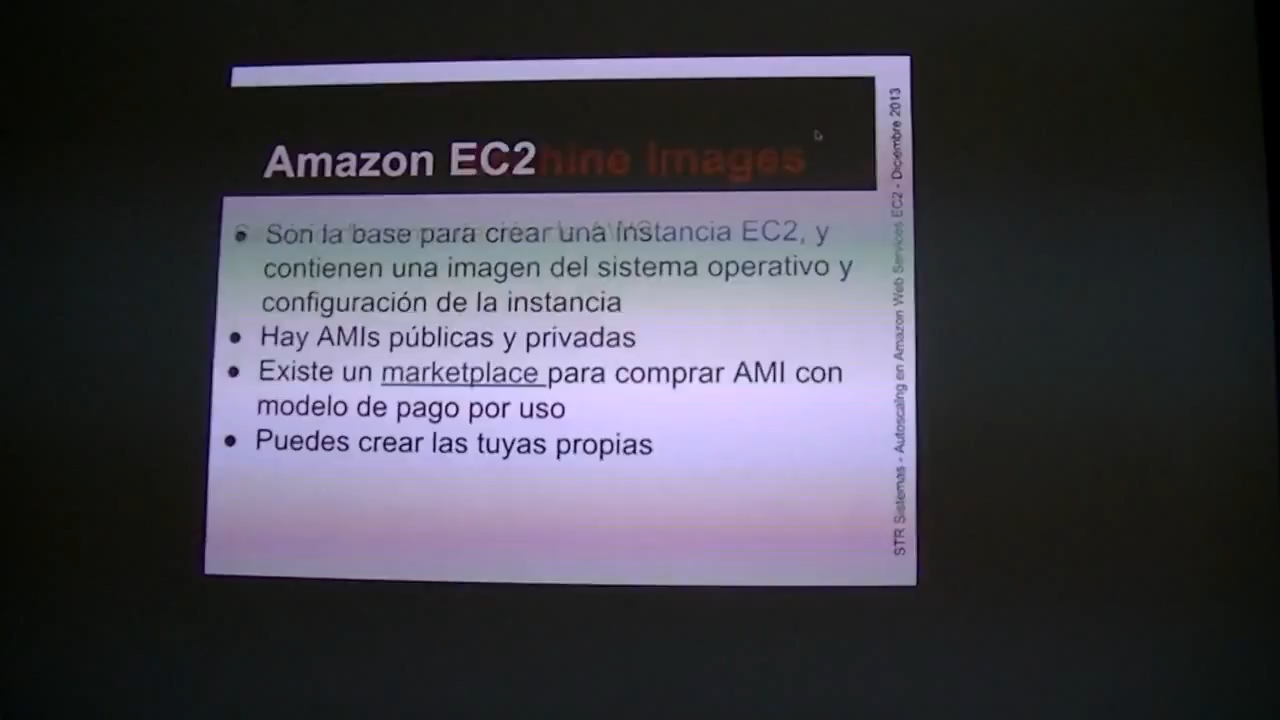 Amazon EC2hine Images
Son la base para crear una instancia EC2, y
contienen una imagen del sistema operativo y
configuración de la instancia
Hay AMIs públicas y privadas
Existe un marketplace para comprar AMI con
modelo de pago por uso
Puedes crear las tuyas propias
STR Sistemas - Autoscaling en Amazon Web Services EC2 - Diciembre 2013